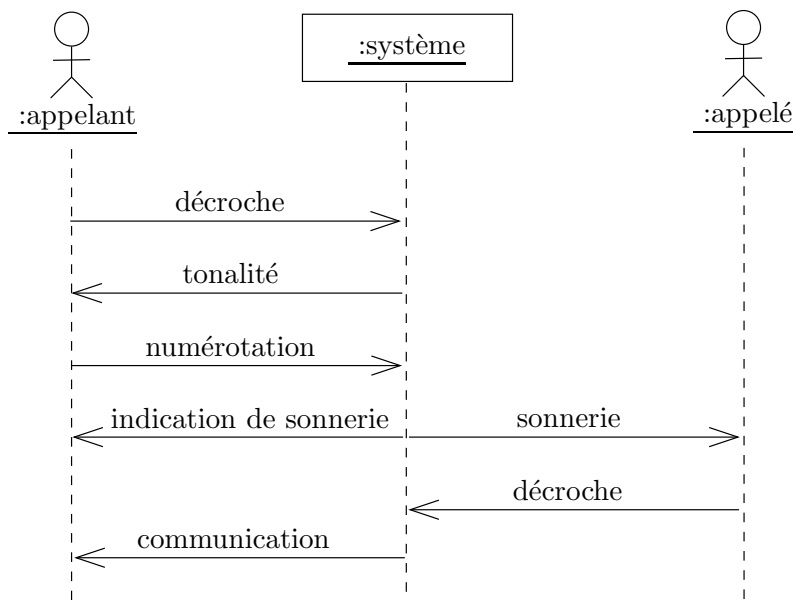 :système
:appelant
:appelé
décroche
tonalité
numérotation
indication de sonnerie
sonnerie
décroche
communication